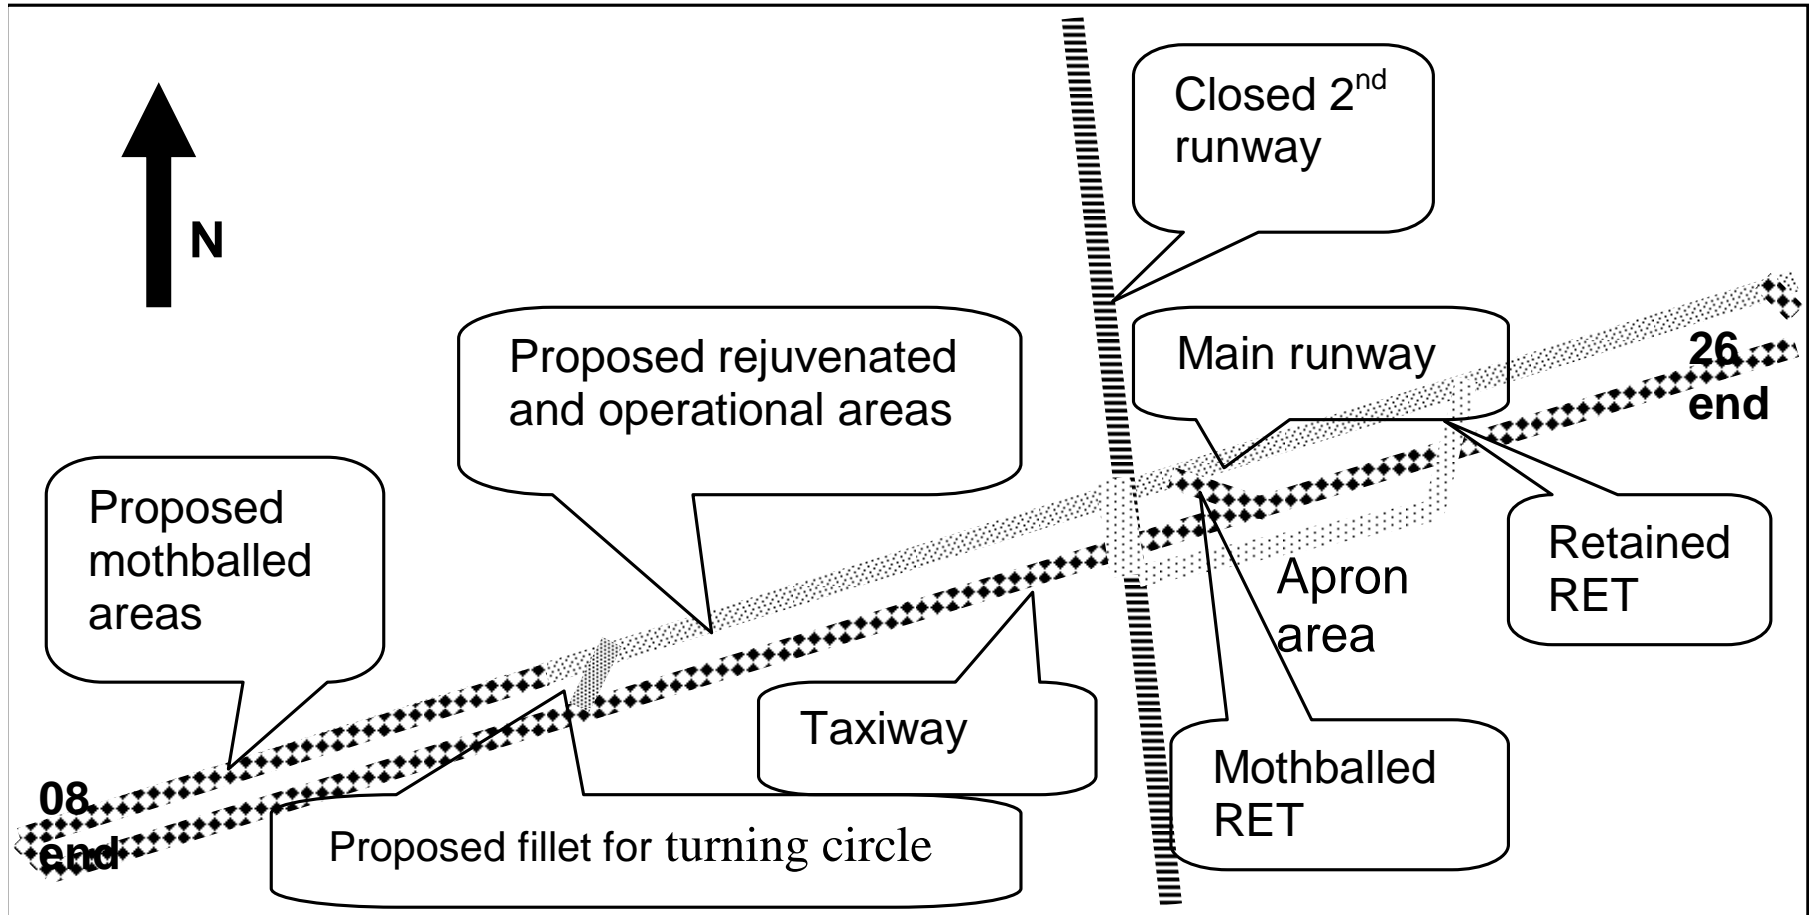 Closed 2nd
runway
N
Proposed rejuvenated
and operational areas
Main runway
26
end
Proposed
mothballed
areas
Retained
RET
Apron
area
Taxiway
Mothballed
RET
08
end
Proposed fillet for turning circle